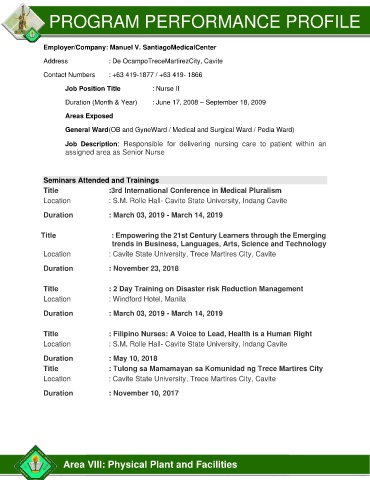 PROGRAM PERFORMANCE PROFILE
Employer/Company: Manuel V. SantiagoMedicalCenter
Address : De OcampoTreceMartirezCity, Cavite
Contact Numbers : +63 419-1877 / +63 419- 1866
Job Position Title : Nurse II
Duration (Month & Year) : June 17, 2008 – September 18, 2009
Areas Exposed
General Ward(OB and GyneWard / Medical and Surgical Ward / Pedia Ward)
Job Description: Responsible for delivering nursing care to patient within an
assigned area as Senior Nurse
Seminars Attended and Trainings
Title :3rd International Conference in Medical Pluralism
Location : S.M. Rolle Hall- Cavite State University, Indang Cavite
Duration : March 03, 2019 - March 14, 2019
Title : Empowering the 21st Century Learners through the Emerging
trends in Business, Languages, Arts, Science and Technology
Location : Cavite State University, Trece Martires City, Cavite
Duration : November 23, 2018
Title : 2 Day Training on Disaster risk Reduction Management
Location : Windford Hotel, Manila
Duration : March 03, 2019 - March 14, 2019
Title : Filipino Nurses: A Voice to Lead, Health is a Human Right
Location : S.M. Rolle Hall- Cavite State University, Indang Cavite
Duration : May 10, 2018
Title : Tulong sa Mamamayan sa Komunidad ng Trece Martires City
Location : Cavite State University, Trece Martires City, Cavite
Duration : November 10, 2017
Area VIII: Physical Plant and Facilities